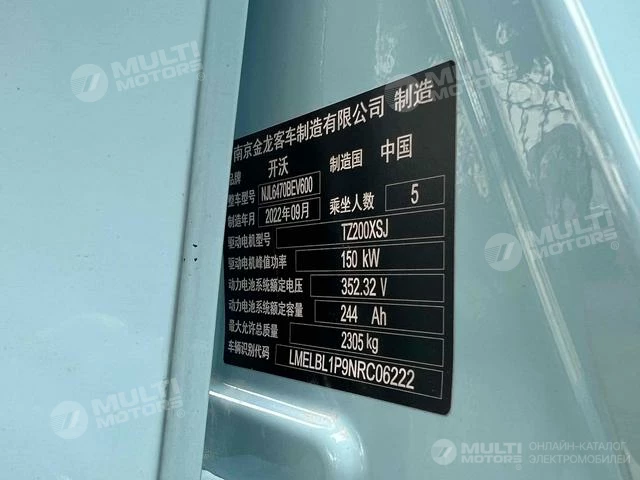 南京金龙客车制造有限公司 制造
品牌 开沃 制造国 中国
整车型号 NJL6470BEV600
制造年月 2022年09月 乘坐人数 5
驱动电机型号 TZ200XSJ
驱动电机峰值功率 150 kW
动力电池系统额定电压 352.32 V
动力电池系统额定容量 244 Ah
最大允许总质量 2305 kg
车辆识别代码 LMELBL1P9NRC06222
MULTI MOTORS
MULTI MOTORS
MULTI MOTORS
MULTI MOTORS
MULTI MOTORS
MULTI MOTORS ОНЛАЙН-КАТАЛОГ
ЭЛЕКТРОМОБИЛЕЙ